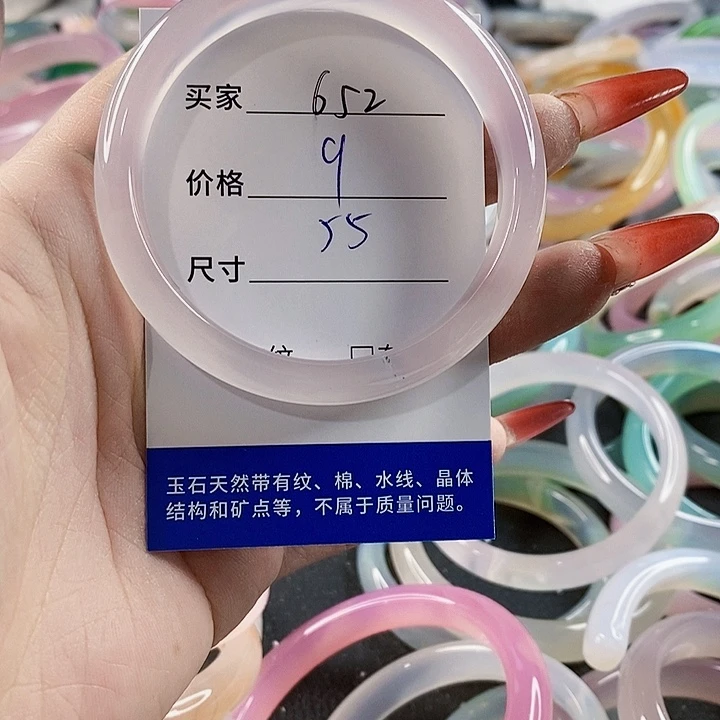 买家 652
价格 9
尺寸 55
纹
玉石天然带有纹、棉、水线、晶体
结构和矿点等，不属于质量问题。